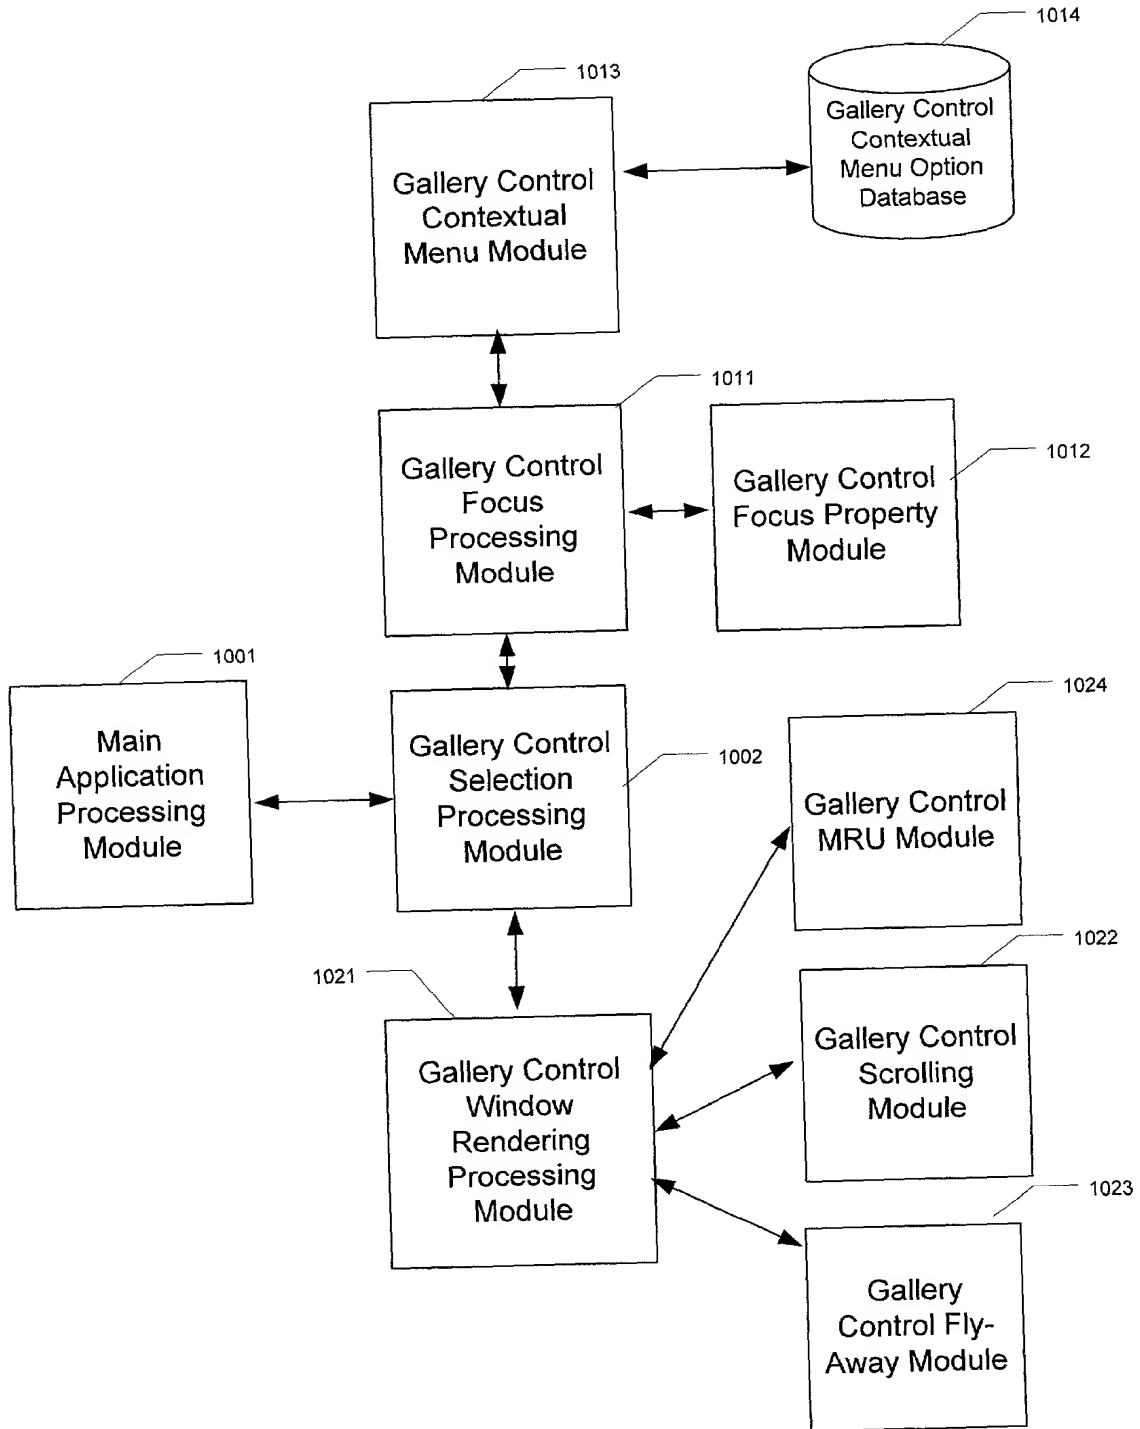 1014
1013
Gallery Control
Contextual
Menu Option
Database
Gallery Control
Contextual
Menu Module
1011
1012
Gallery Control
Focus
Processing
Module
Gallery Control
Focus Property
Module
1001
1024
Main
Application
Processing
Module
Gallery Control
Selection
Processing
Module
1002
Gallery Control
MRU Module
1022
1021
Gallery Control
Scrolling
Module
Gallery Control
Window
Rendering
Processing
Module
1023
Gallery
Control Fly-
Away Module